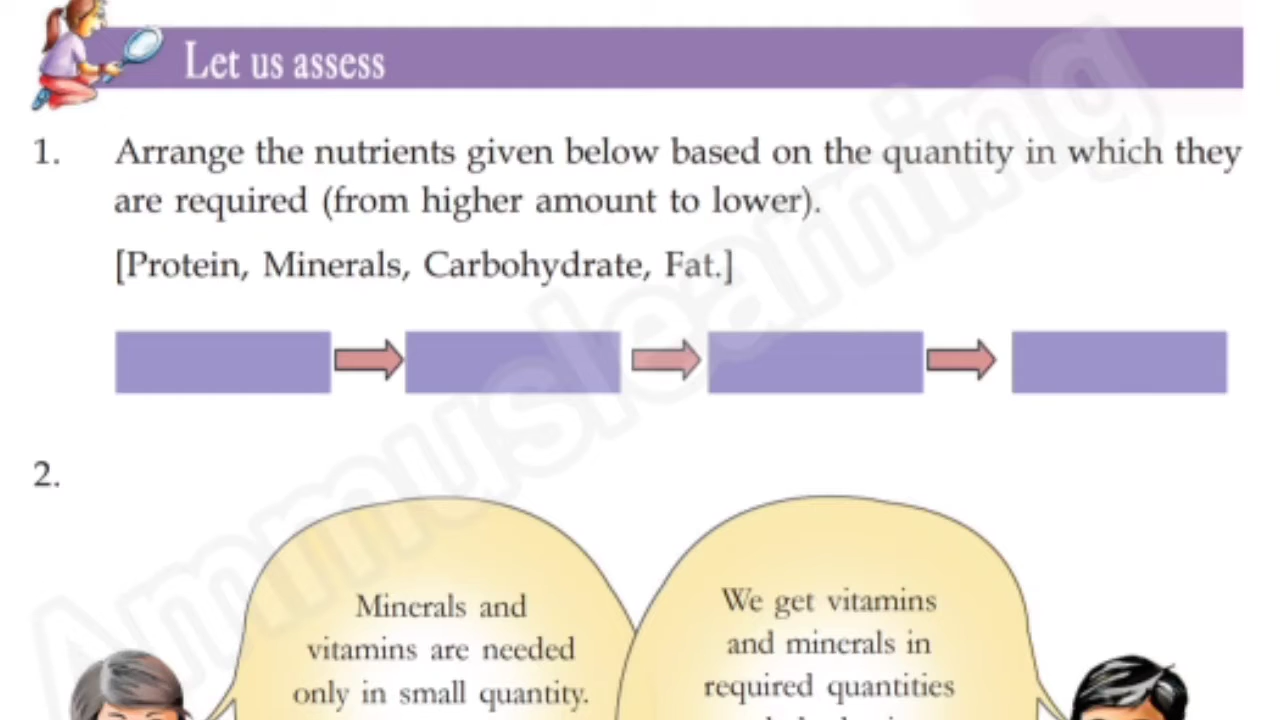 Let us assess
1. Arrange the nutrients given below based on the quantity in which they
are required (from higher amount to lower).
[Protein, Minerals, Carbohydrate, Fat.]
2.
Minerals and
vitamins are needed
only in small quantity.
We get vitamins
and minerals in
required quantities
Ammuslearning